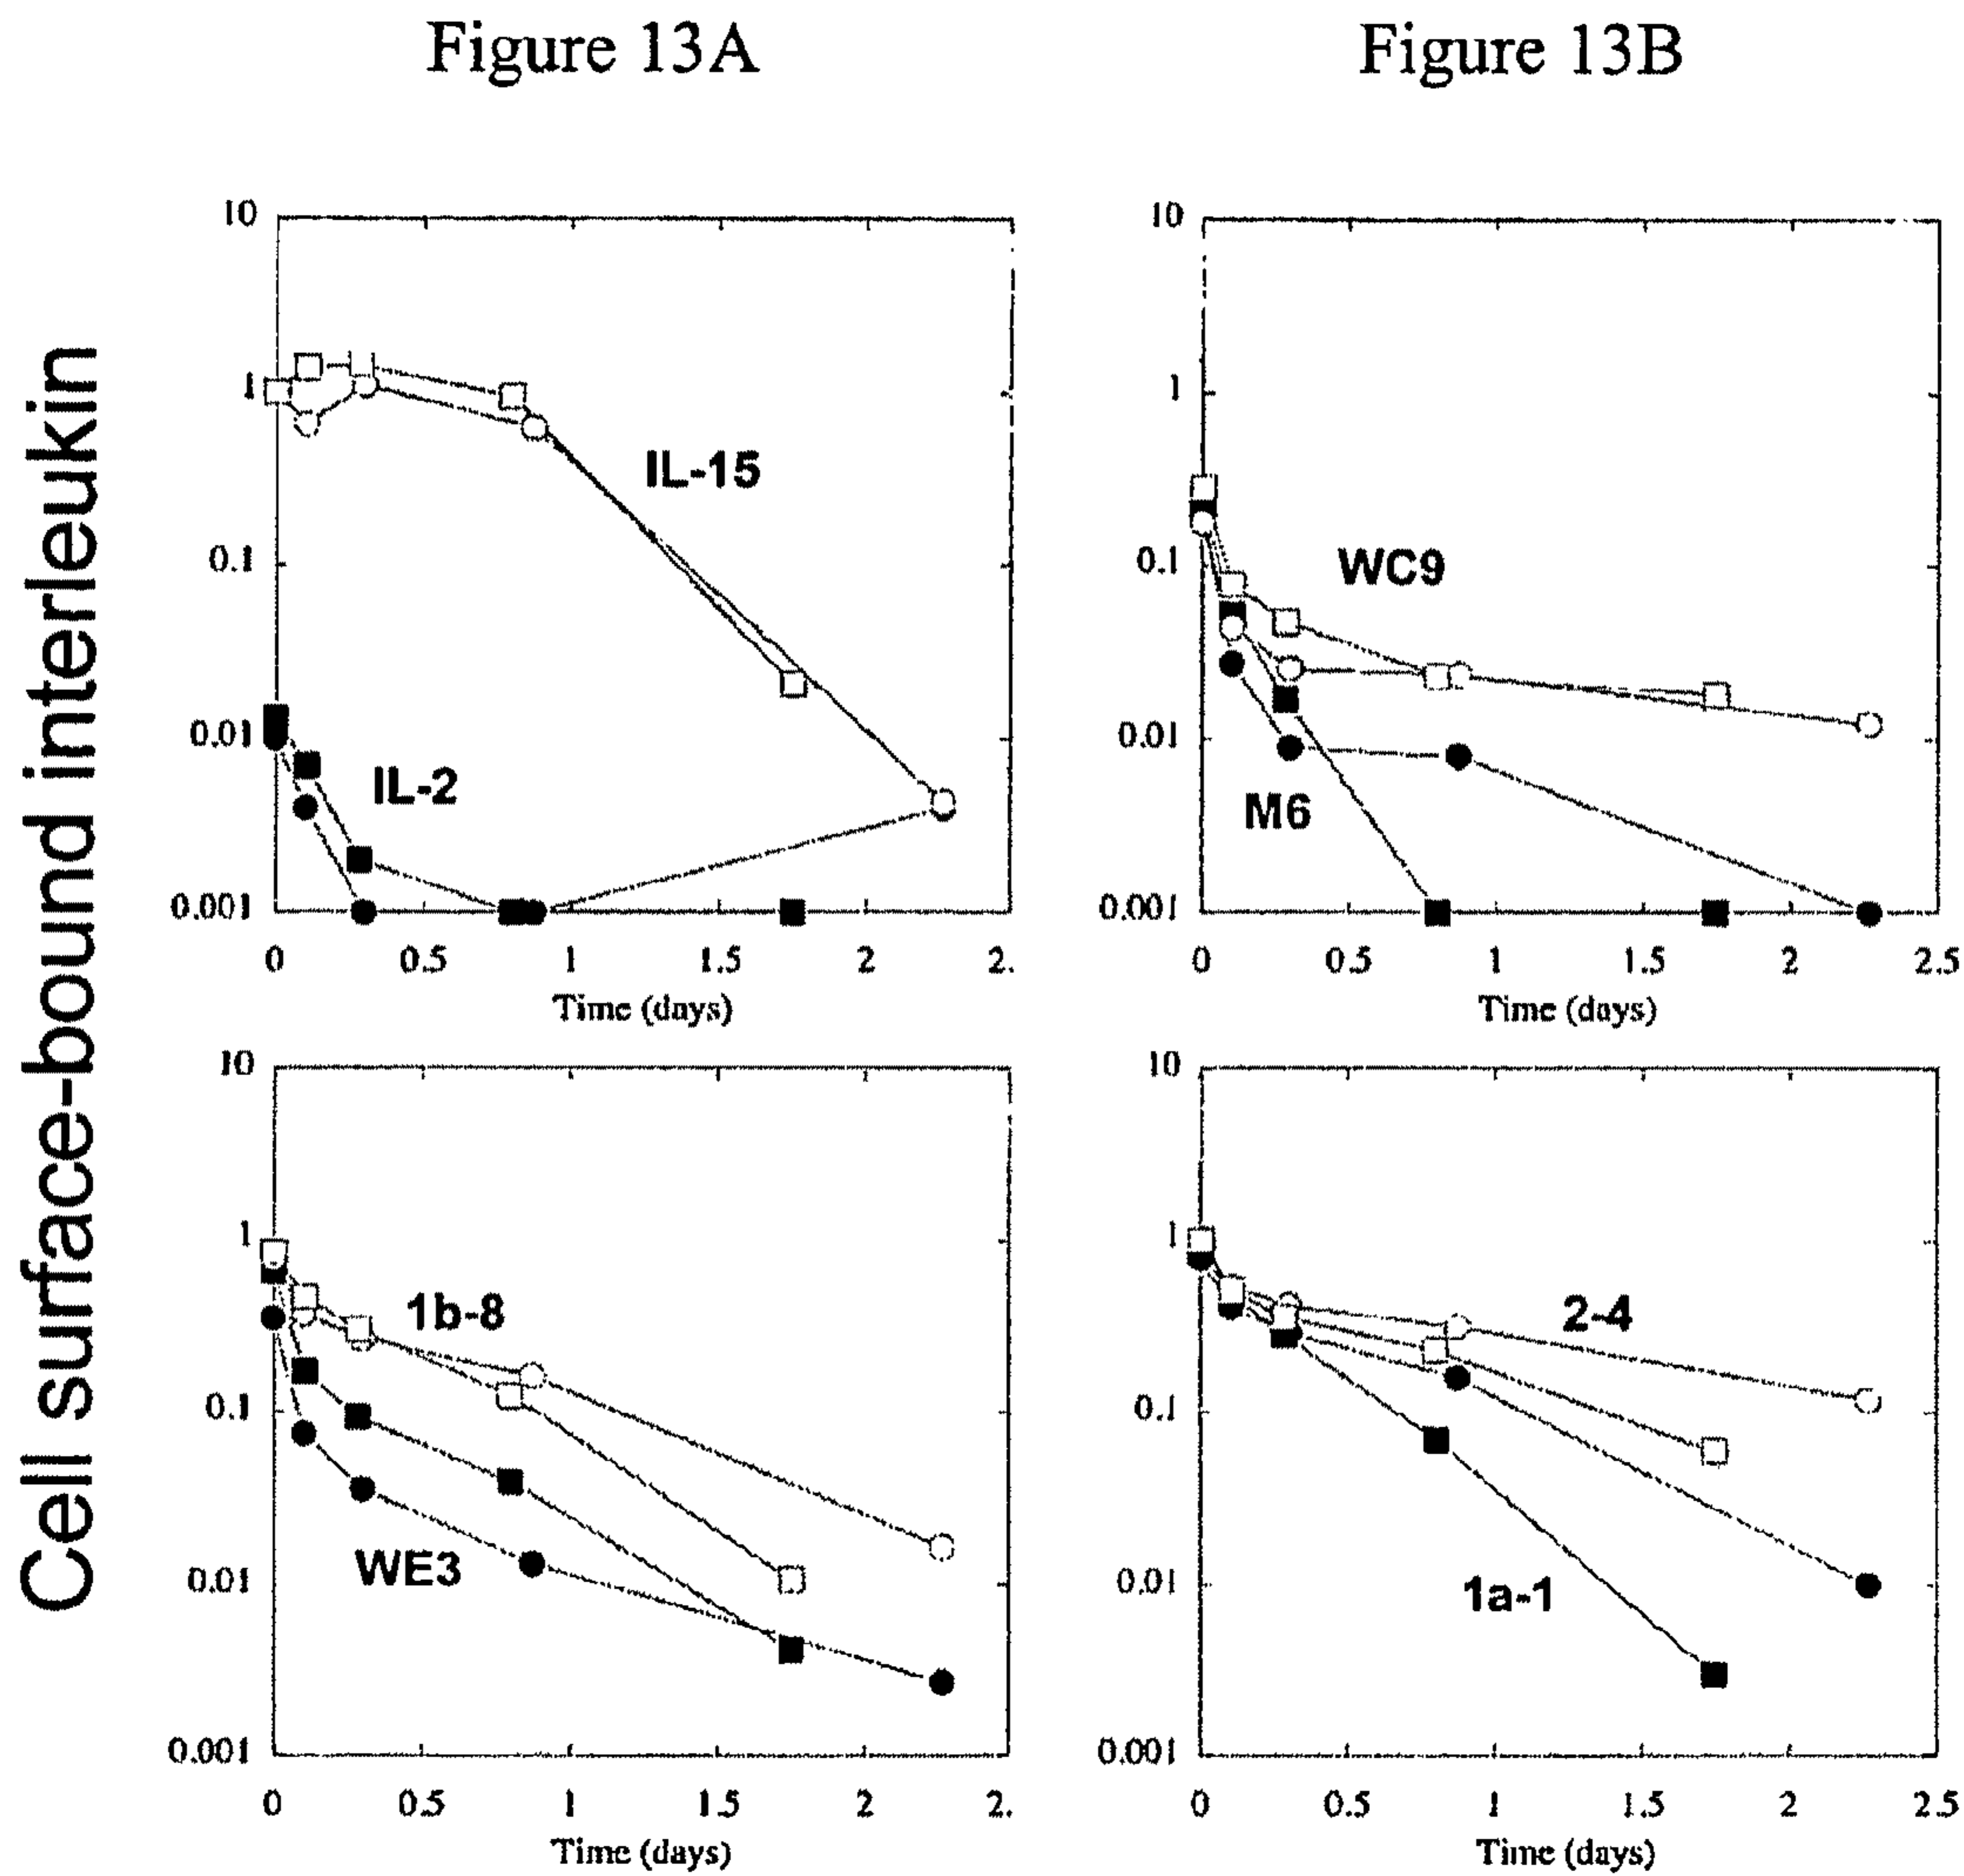 Figure 13A
Figure 13B
Cell surface-bound interleukin
10
1
0.1
0.01
0.001
IL-15
IL-2
0 0.5 1 1.5 2 2.
Time (days)
10
1
0.1
0.01
0.001
WC9
M6
0 0.5 1 1.5 2 2.5
Time (days)
10
1
0.1
0.01
0.001
1b-8
WE3
0 0.5 1 1.5 2 2.
Time (days)
10
1
0.1
0.01
0.001
2-4
1a-1
0 0.5 1 1.5 2 2.5
Time (days)